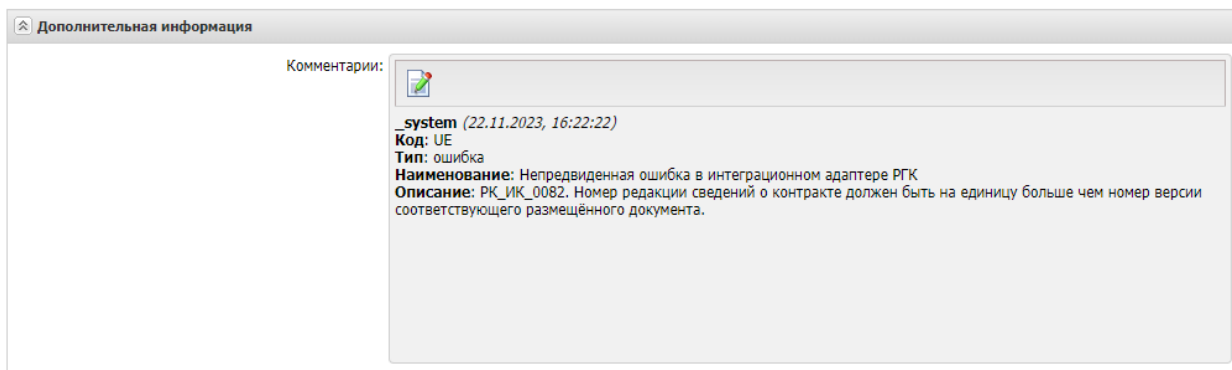 Дополнительная информация
Комментарии:
_system (22.11.2023, 16:22:22)
Код: UE
Тип: ошибка
Наименование: Непредвиденная ошибка в интеграционном адаптере РГК
Описание: РК_ИК_0082. Номер редакции сведений о контракте должен быть на единицу больше чем номер версии
соответствующего размещённого документа.